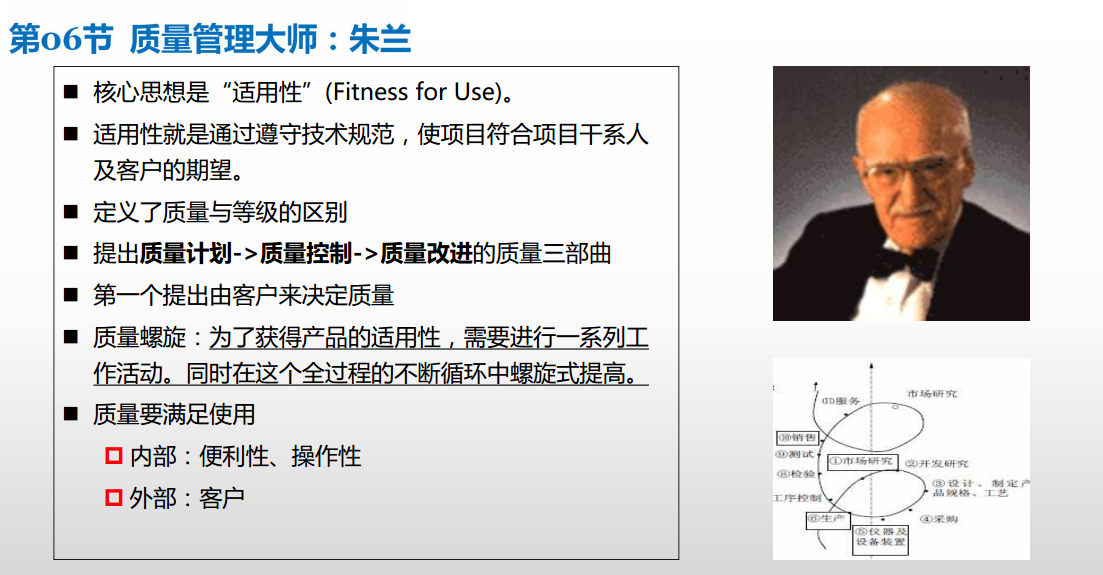 第06节 质量管理大师：朱兰
■ 核心思想是“适用性”(Fitness for Use)。
■ 适用性就是通过遵守技术规范，使项目符合项目干系人
及客户的期望。
■ 定义了质量与等级的区别
■ 提出质量计划->质量控制->质量改进的质量三部曲
■ 第一个提出由客户来决定质量
■ 质量螺旋：为了获得产品的适用性，需要进行一系列工
作活动。同时在这个全过程的不断循环中螺旋式提高。
■ 质量要满足使用
内部：便利性、操作性
外部：客户
市场研究
⑾服务
⑩销售
⑨测试
①市场研究
②开发研究
⑧检验
③设计、制定产
品规格、工艺
工序控制
⑥生产
④采购
⑤仪器及
设备装置